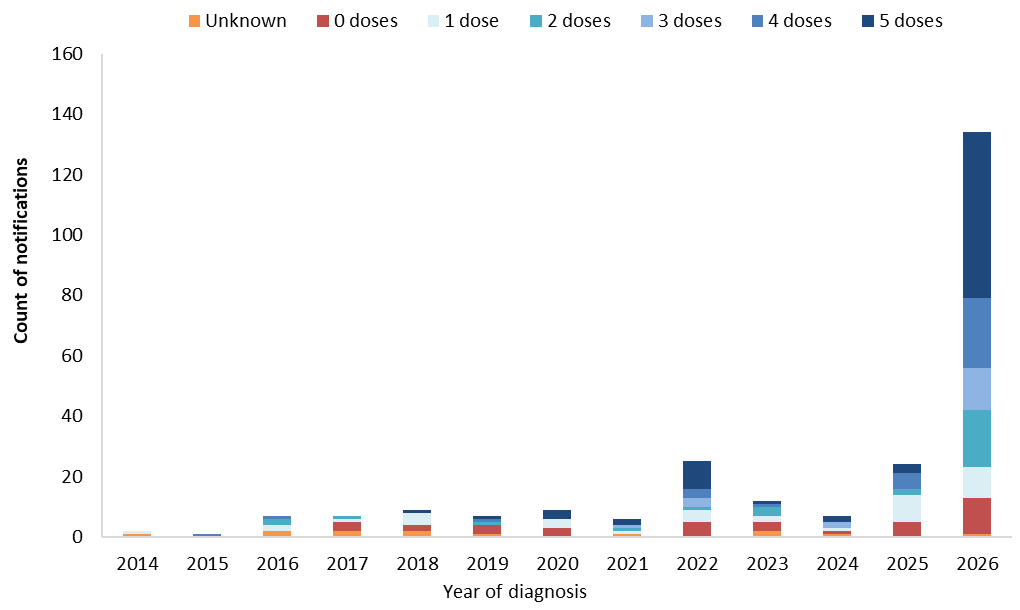 Unknown 0 doses 1 dose 2 doses 3 doses 4 doses 5 doses
160
140
120
100
80
60
40
20
0
Count of notifications
2014 2015 2016 2017 2018 2019 2020 2021 2022 2023 2024 2025 2026
Year of diagnosis